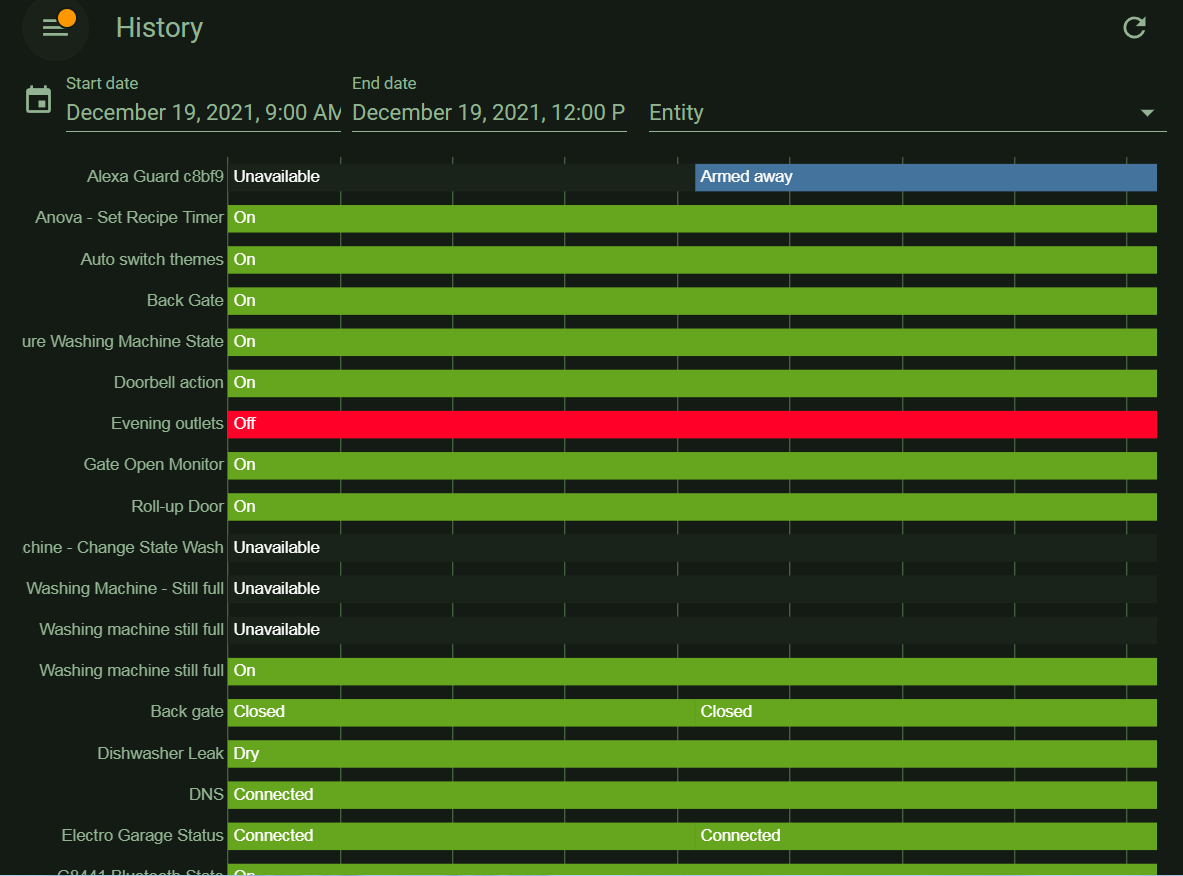 History
Start date
End date
December 19, 2021, 9:00 AM
December 19, 2021, 12:00 P
Entity
Alexa Guard c8bf9 Unavailable Armed away
Anova - Set Recipe Timer On
Auto switch themes On
Back Gate On
ure Washing Machine State On
Doorbell action On
Evening outlets Off
Gate Open Monitor On
Roll-up Door On
chine - Change State Wash Unavailable
Washing Machine - Still full Unavailable
Washing machine still full Unavailable
Washing machine still full On
Back gate Closed Closed
Dishwasher Leak Dry
DNS Connected
Electro Garage Status Connected Connected
Bluetooth State On